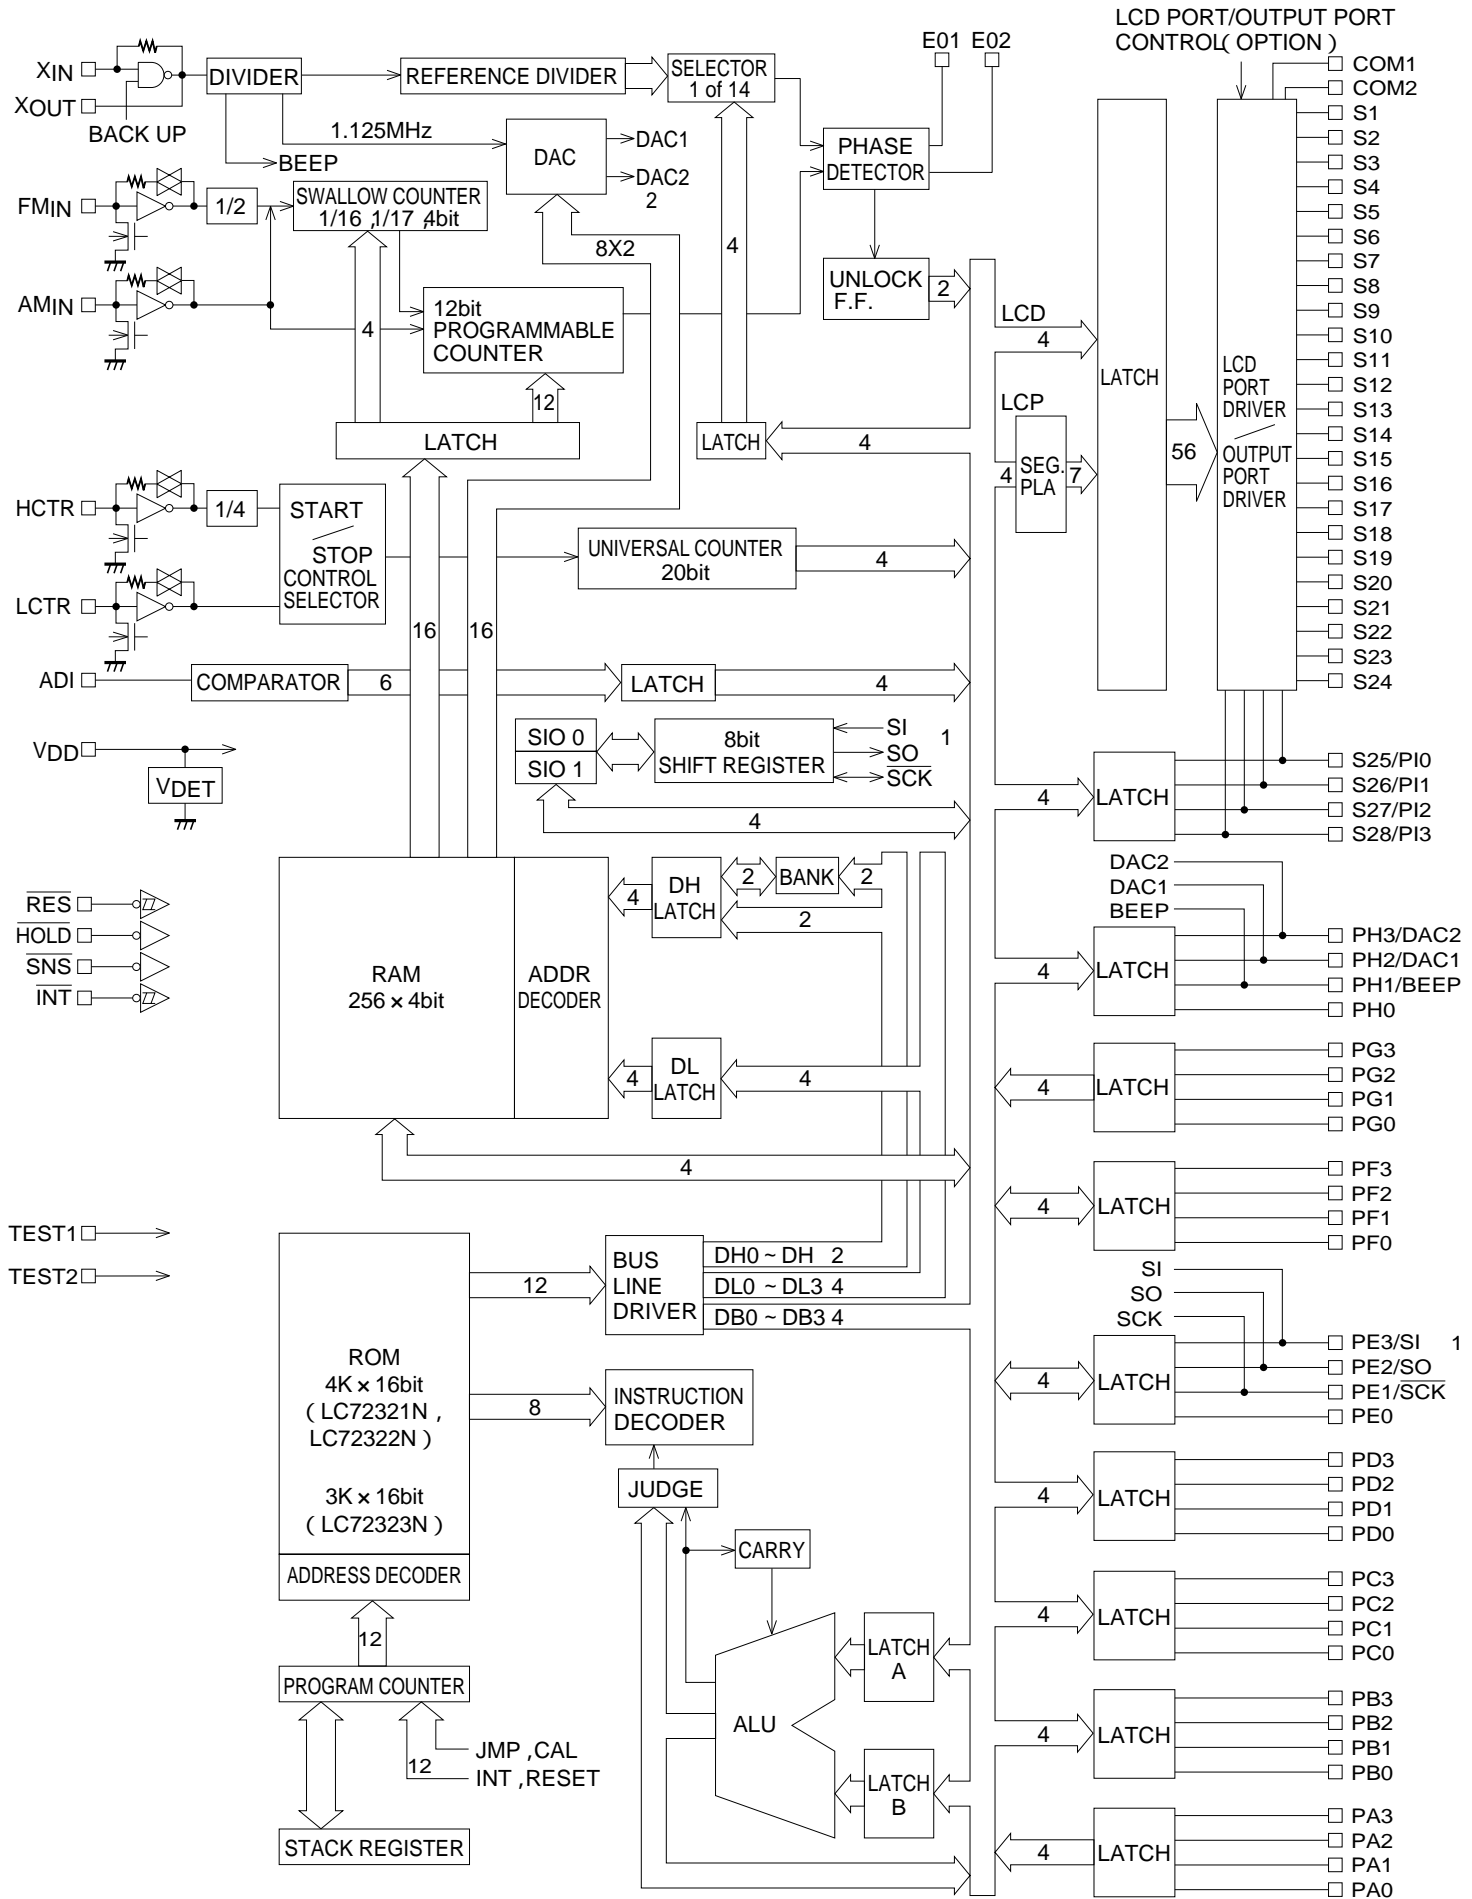 LCD PORT/OUTPUT PORT
CONTROL( OPTION )
XIN
XOUT
BACK UP
DIVIDER
REFERENCE DIVIDER
SELECTOR
1 of 14
E01 E02
1.125MHz
BEEP
DAC
DAC1
DAC2
2
PHASE
DETECTOR
FMIN
1/2
SWALLOW COUNTER
1/16 ,1/17 ,4bit
8X2
4
UNLOCK
F.F.
2
AMIN
4
12bit
PROGRAMMABLE
COUNTER
12
LATCH
LATCH
4
LCD
4
LCP
4
SEG.
PLA
7
LATCH
56
LCD
PORT
DRIVER
OUTPUT
PORT
DRIVER
COM1
COM2
S1
S2
S3
S4
S5
S6
S7
S8
S9
S10
S11
S12
S13
S14
S15
S16
S17
S18
S19
S20
S21
S22
S23
S24
HCTR
1/4
START
STOP
CONTROL
SELECTOR
LCTR
UNIVERSAL COUNTER
20bit
4
16
16
ADI
COMPARATOR
6
LATCH
4
VDD
VDET
SIO 0
SIO 1
8bit
SHIFT REGISTER
SI
SO
SCK
1
4
LATCH
4
S25/PI0
S26/PI1
S27/PI2
S28/PI3
RES
HOLD
SNS
INT
RAM
256 × 4bit
ADDR
DECODER
4
DH
LATCH
2
BANK
2
2
4
DL
LATCH
4
4
DAC2
DAC1
BEEP
4
LATCH
PH3/DAC2
PH2/DAC1
PH1/BEEP
PH0
4
LATCH
PG3
PG2
PG1
PG0
4
LATCH
PF3
PF2
PF1
PF0
TEST1
TEST2
ROM
4K × 16bit
( LC72321N ,
LC72322N )
3K × 16bit
( LC72323N )
ADDRESS DECODER
12
BUS
LINE
DRIVER
DH0 ~ DH 2
DL0 ~ DL3 4
DB0 ~ DB3 4
8
INSTRUCTION
DECODER
JUDGE
CARRY
SI
SO
SCK
4
LATCH
PE3/SI 1
PE2/SO
PE1/SCK
PE0
4
LATCH
PD3
PD2
PD1
PD0
12
PROGRAM COUNTER
12
JMP ,CAL
INT ,RESET
STACK REGISTER
ALU
LATCH
A
LATCH
B
4
LATCH
PC3
PC2
PC1
PC0
4
LATCH
PB3
PB2
PB1
PB0
4
LATCH
PA3
PA2
PA1
PA0